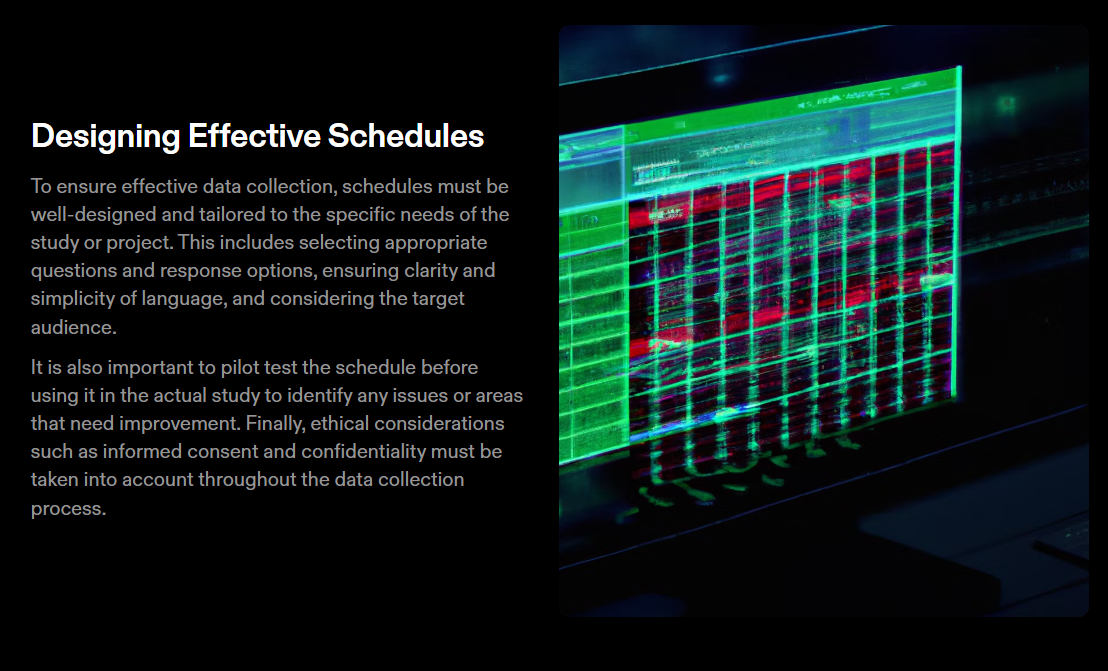 Designing Effective Schedules
To ensure effective data collection, schedules must be
well-designed and tailored to the specific needs of the
study or project. This includes selecting appropriate
questions and response options, ensuring clarity and
simplicity of language, and considering the target
audience.
It is also important to pilot test the schedule before
using it in the actual study to identify any issues or areas
that need improvement. Finally, ethical considerations
such as informed consent and confidentiality must be
taken into account throughout the data collection
process.